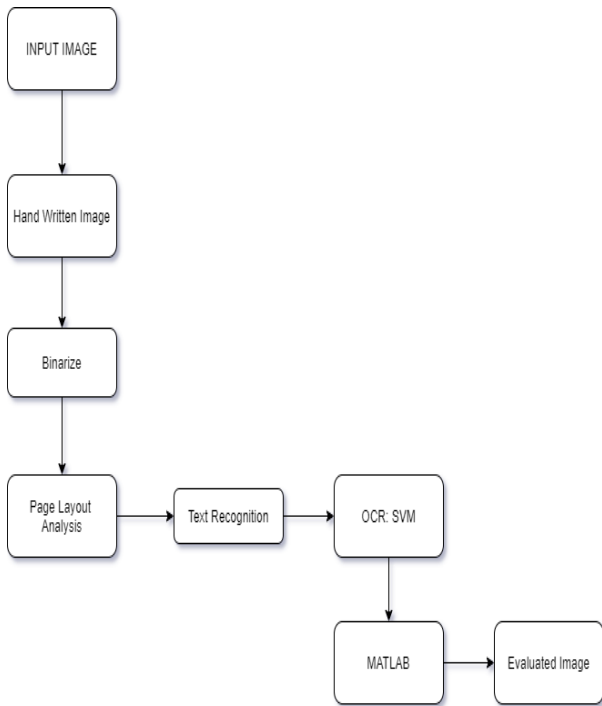 INPUT IMAGE
Hand Written Image
Binarize
Page Layout
Analysis
Text Recognition
OCR: SVM
MATLAB
Evaluated Image